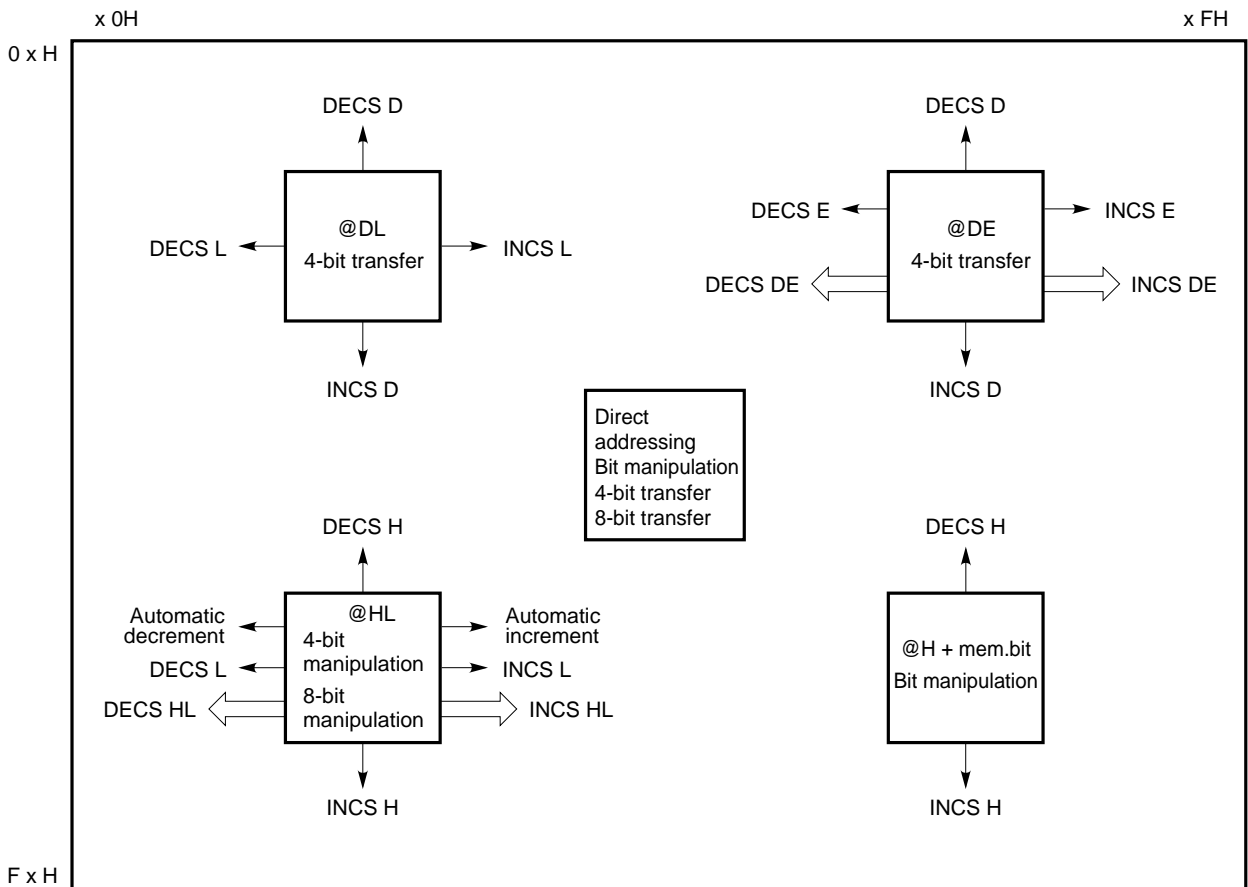 x 0H
x FH
0 x H
DECS D
DECS L
@DL
4-bit transfer
INCS L
INCS D
DECS D
DECS E
@DE
4-bit transfer
INCS E
DECS DE
INCS DE
INCS D
Direct
addressing
Bit manipulation
4-bit transfer
8-bit transfer
DECS H
Automatic
decrement
DECS L
DECS HL
@HL
4-bit
manipulation
8-bit
manipulation
Automatic
increment
INCS L
INCS HL
INCS H
DECS H
@H + mem.bit
Bit manipulation
INCS H
F x H